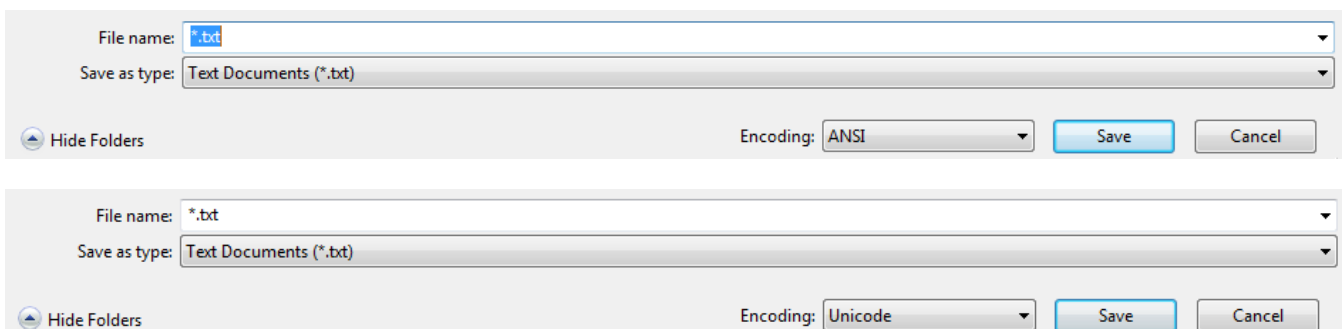 File name: *.txt
Save as type: Text Documents (*.txt)
Hide Folders Encoding: ANSI Save Cancel
File name: *.txt
Save as type: Text Documents (*.txt)
Hide Folders Encoding: Unicode Save Cancel